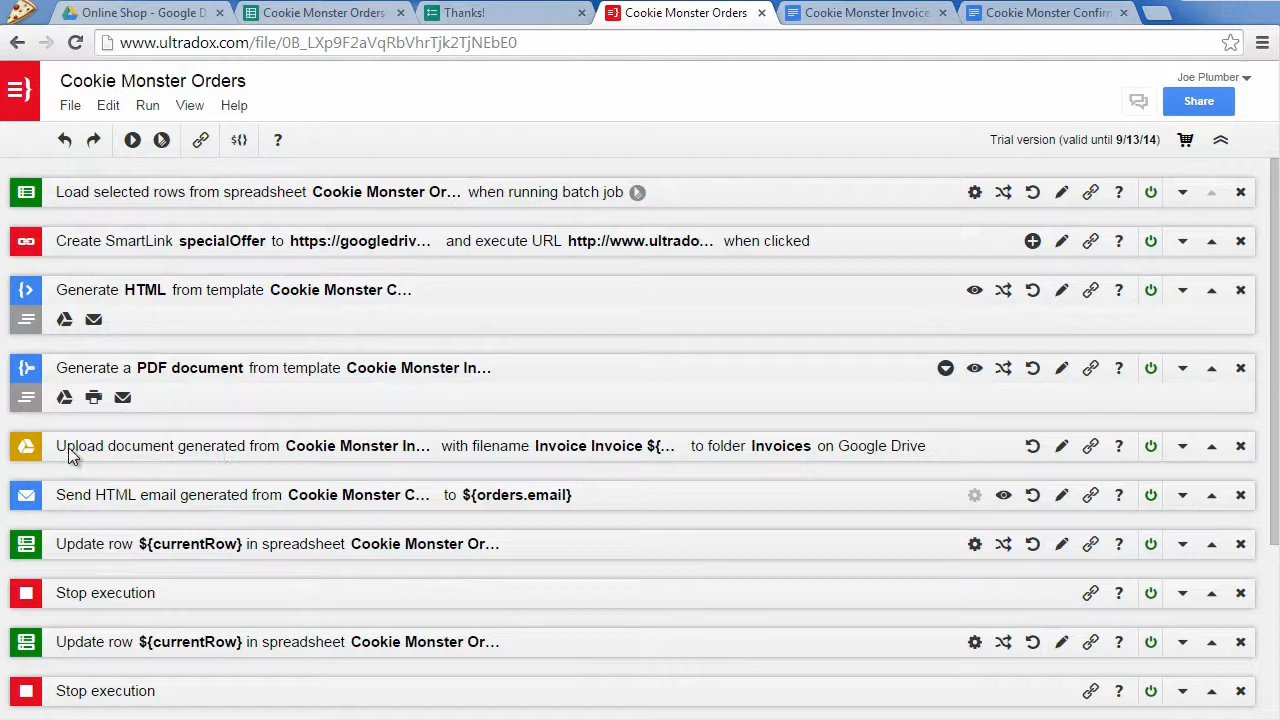 Online Shop - Google D
Cookie Monster Orders
Thanks!
Cookie Monster Orders
Cookie Monster Invoice
Cookie Monster Confirm
www.ultradox.com/file/0B_LXp9F2aVqRbVhrTjk2TjNEbE0
Cookie Monster Orders
Joe Plumber
File Edit Run View Help
Share
${} ?
Trial version (valid until 9/13/14)
Load selected rows from spreadsheet Cookie Monster Or... when running batch job ?
Create SmartLink specialOffer to https://googledriv... and execute URL http://www.ultrado... when clicked ?
Generate HTML from template Cookie Monster C... ?
Generate a PDF document from template Cookie Monster In... ?
Upload document generated from Cookie Monster In... with filename Invoice Invoice ${... to folder Invoices on Google Drive ?
Send HTML email generated from Cookie Monster C... to ${orders.email} ?
Update row ${currentRow} in spreadsheet Cookie Monster Or... ?
Stop execution ?
Update row ${currentRow} in spreadsheet Cookie Monster Or... ?
Stop execution ?